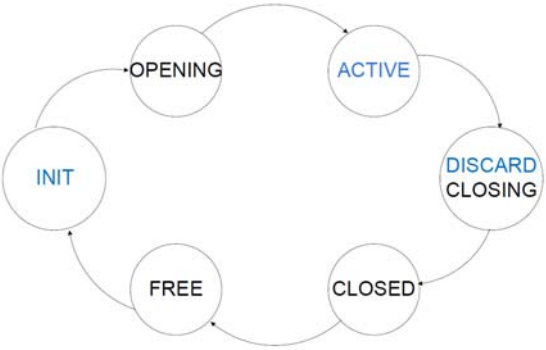 OPENING
ACTIVE
INIT
DISCARD
CLOSING
FREE
CLOSED